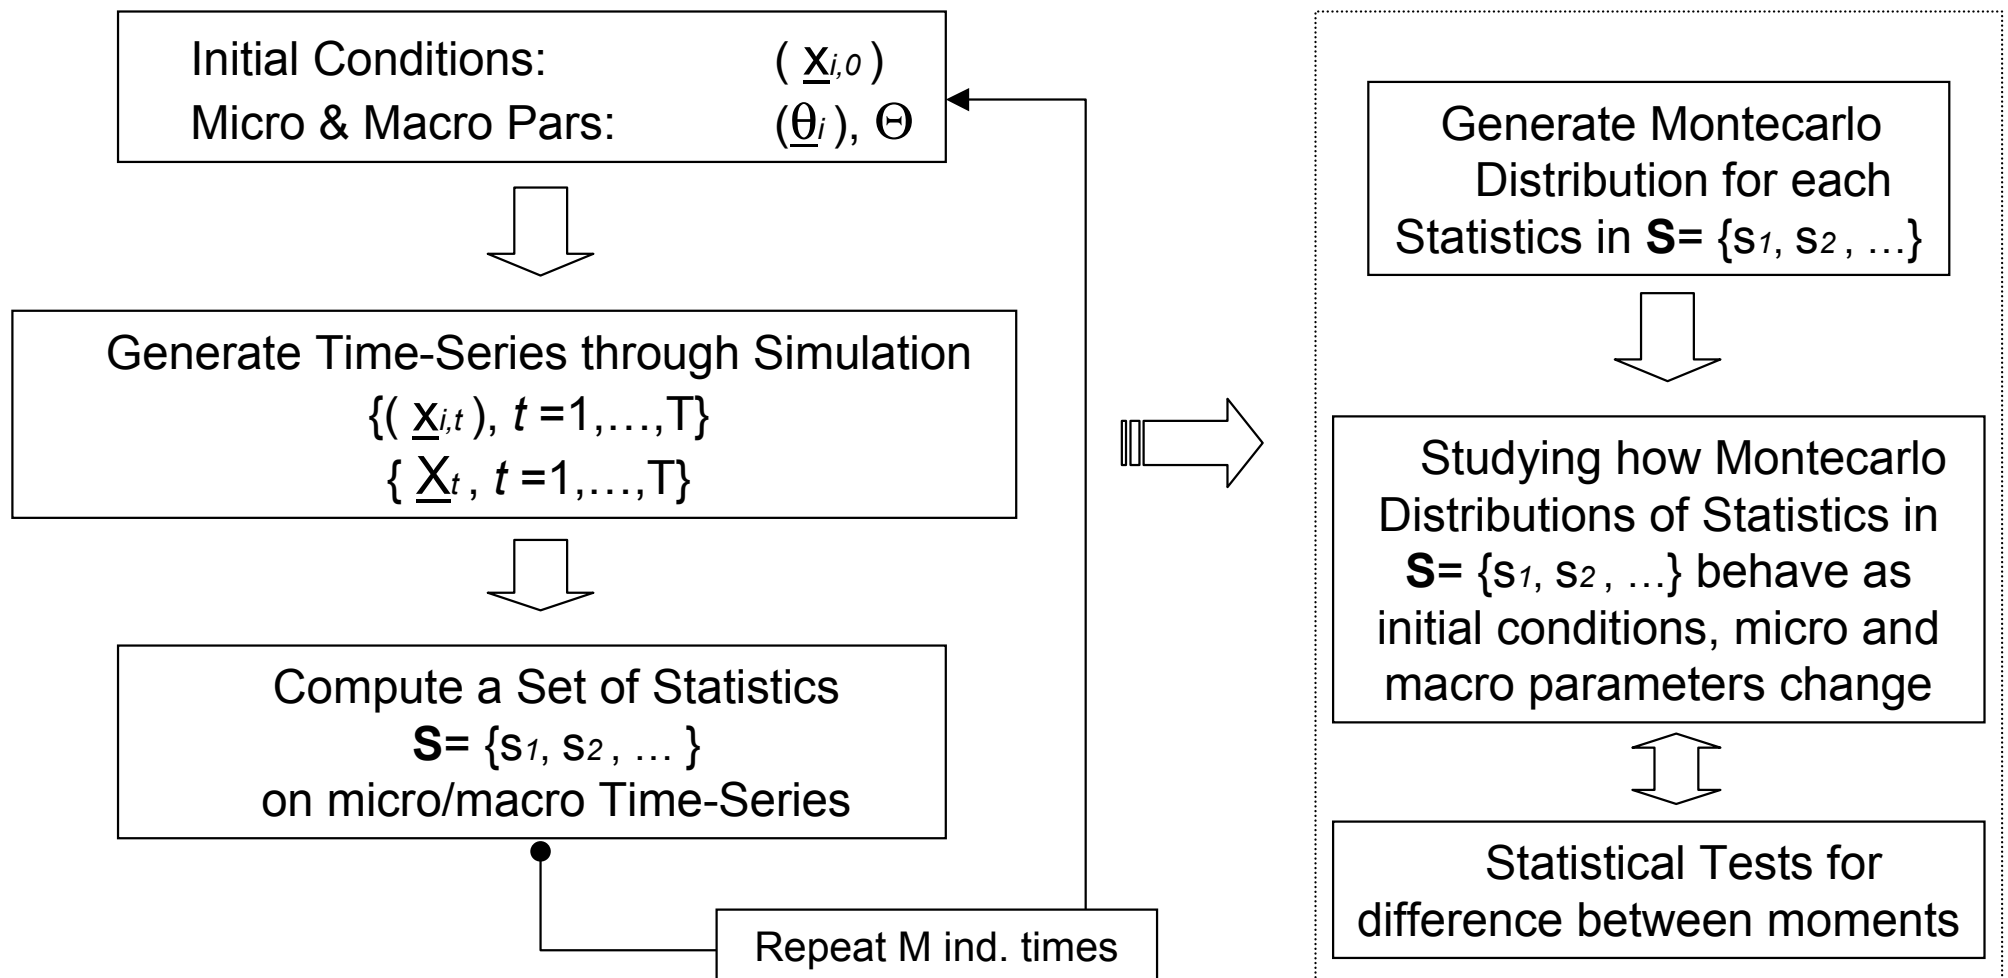 Initial Conditions: ( x̲i,0 )
Micro & Macro Pars: (θ̲i ), Θ
Generate Time-Series through Simulation
{( x̲i,t ), t =1,…,T}
{ X̲t , t =1,…,T}
Compute a Set of Statistics
S= {s1, s2 , … }
on micro/macro Time-Series
Repeat M ind. times
Generate Montecarlo
Distribution for each
Statistics in S= {s1, s2 , …}
Studying how Montecarlo
Distributions of Statistics in
S= {s1, s2 , …} behave as
initial conditions, micro and
macro parameters change
Statistical Tests for
difference between moments